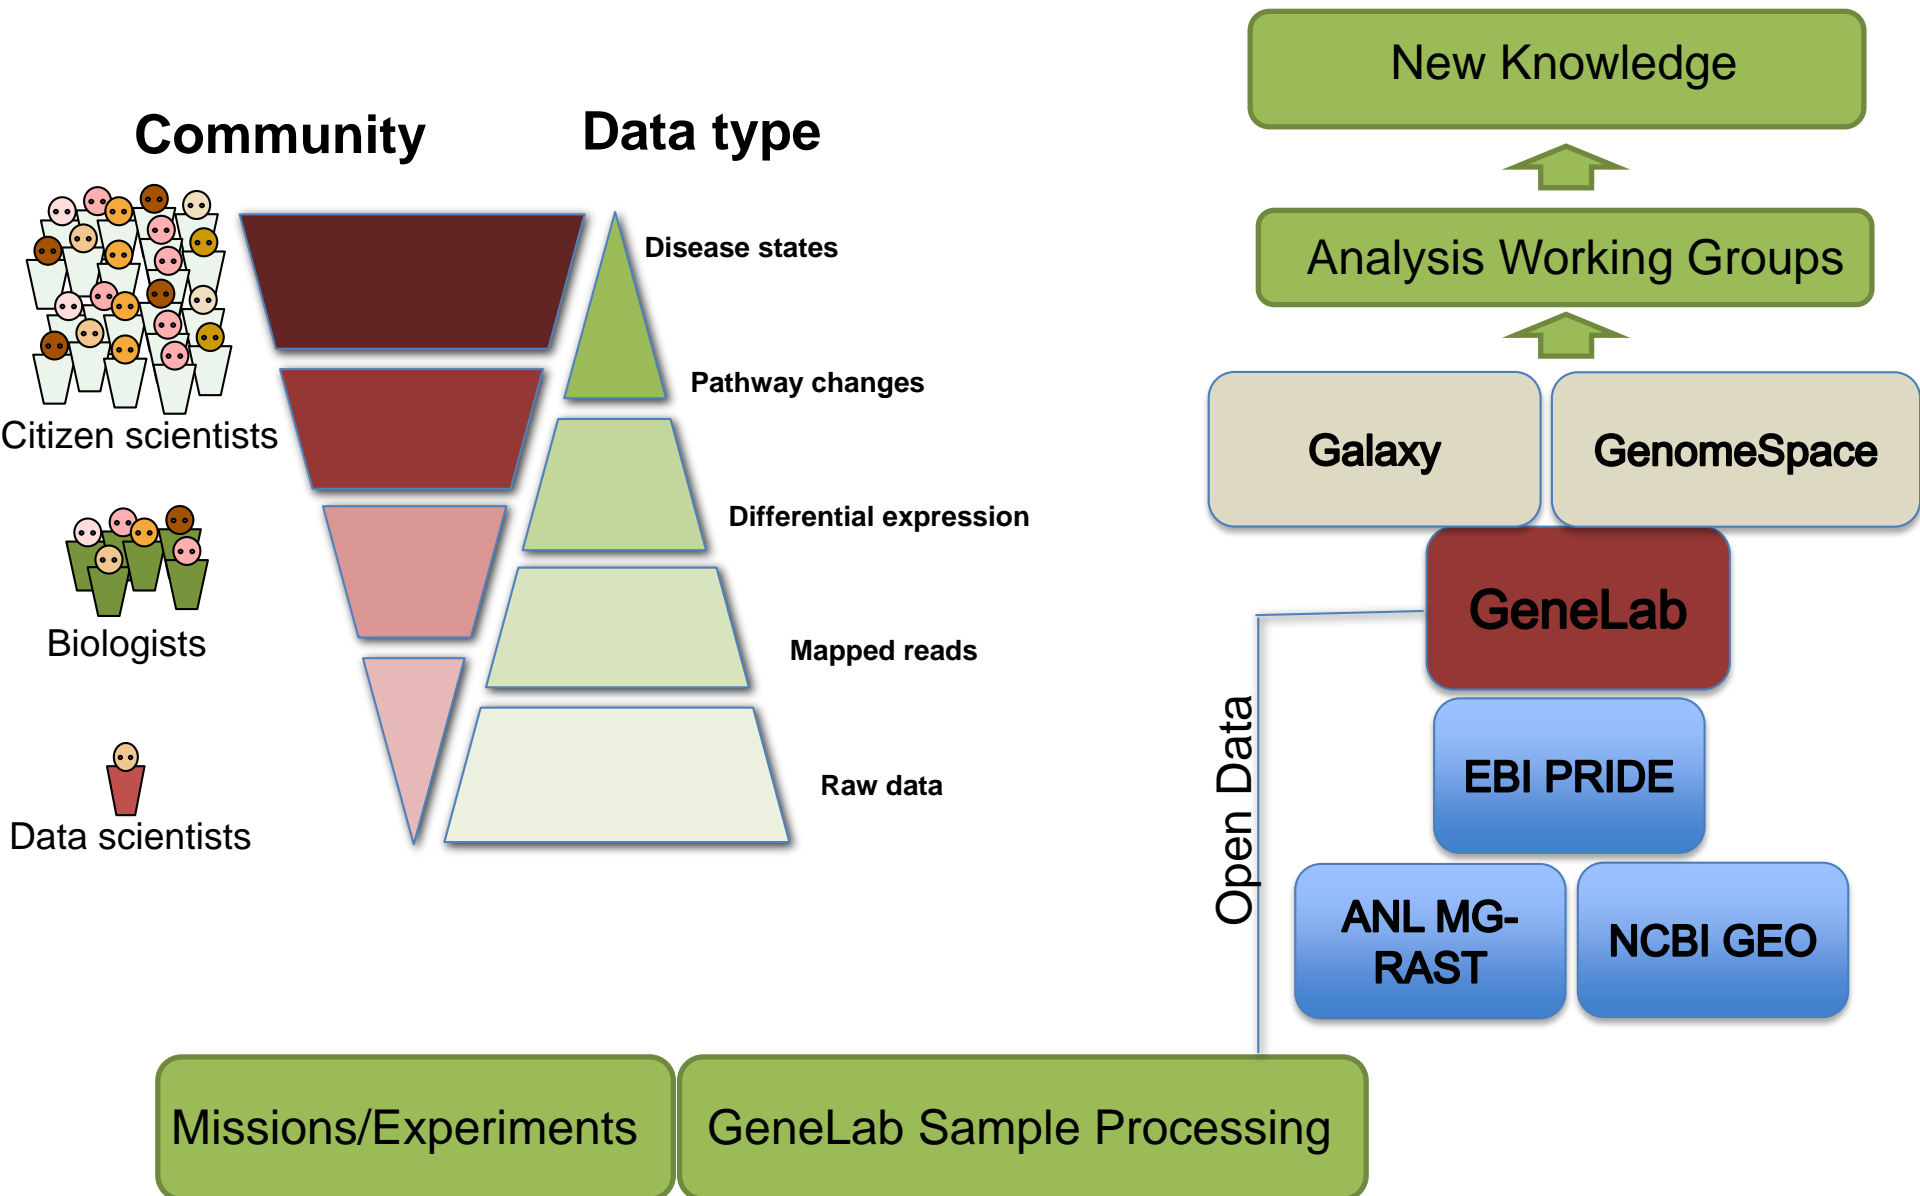 Community
Data type
Citizen scientists
Biologists
Data scientists
Disease states
Pathway changes
Differential expression
Mapped reads
Raw data
New Knowledge
Analysis Working Groups
Galaxy
GenomeSpace
GeneLab
EBI PRIDE
ANL MG-
RAST
NCBI GEO
Open Data
Missions/Experiments
GeneLab Sample Processing